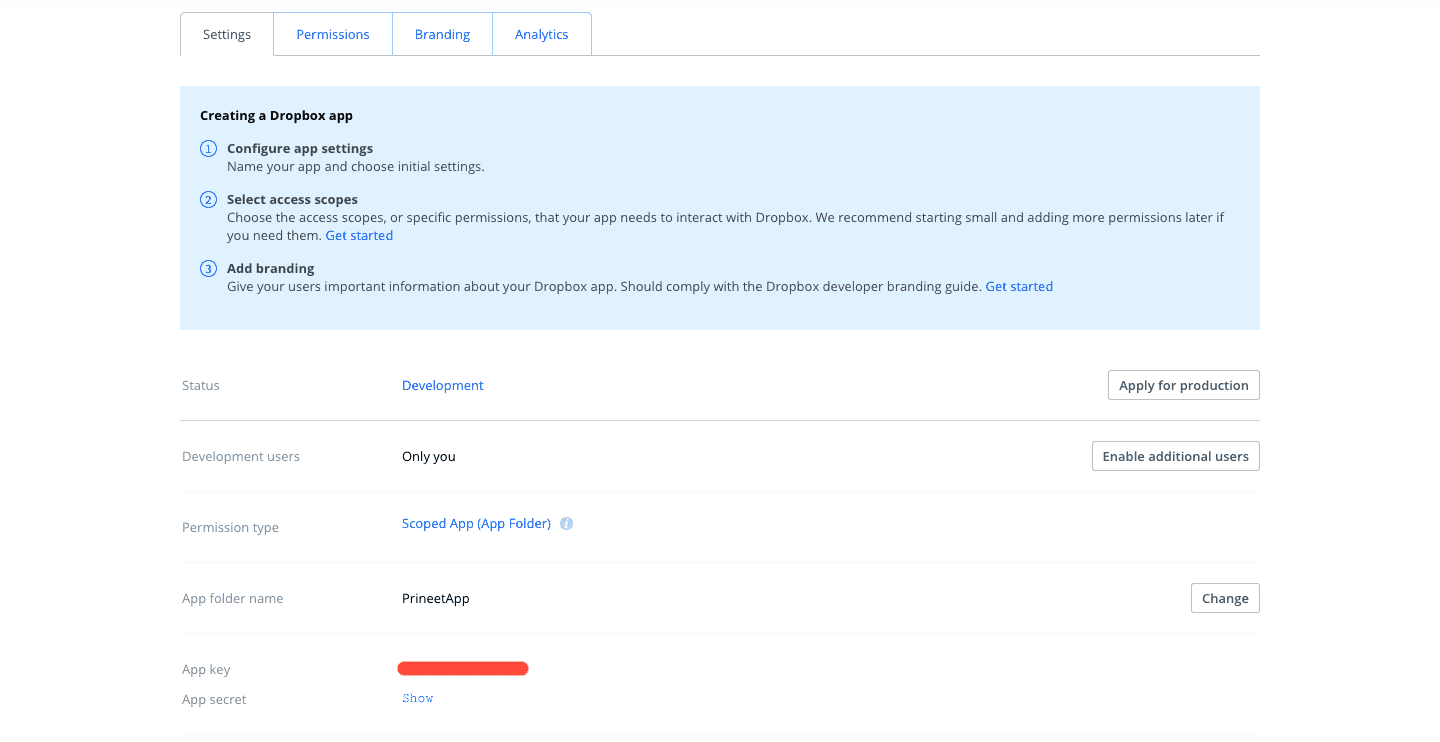 Settings
Permissions
Branding
Analytics
Creating a Dropbox app
1 Configure app settings
Name your app and choose initial settings.
2 Select access scopes
Choose the access scopes, or specific permissions, that your app needs to interact with Dropbox. We recommend starting small and adding more permissions later if
you need them. Get started
3 Add branding
Give your users important information about your Dropbox app. Should comply with the Dropbox developer branding guide. Get started
Status Development Apply for production
Development users Only you Enable additional users
Permission type Scoped App (App Folder) i
App folder name PrineetApp Change
App key
App secret Show